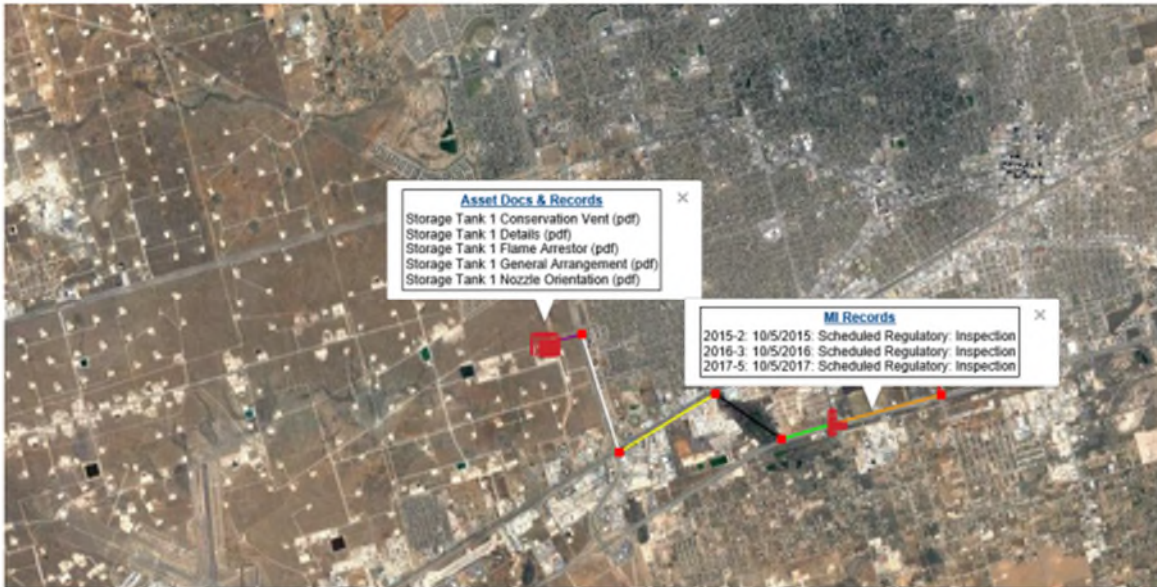 Asset Docs & Records
Storage Tank 1 Conservation Vent (pdf)
Storage Tank 1 Details (pdf)
Storage Tank 1 Flame Arrestor (pdf)
Storage Tank 1 General Arrangement (pdf)
Storage Tank 1 Nozzle Orientation (pdf)
MI Records
2015-2: 10/5/2015: Scheduled Regulatory: Inspection
2016-3: 10/5/2016: Scheduled Regulatory: Inspection
2017-5: 10/5/2017: Scheduled Regulatory: Inspection